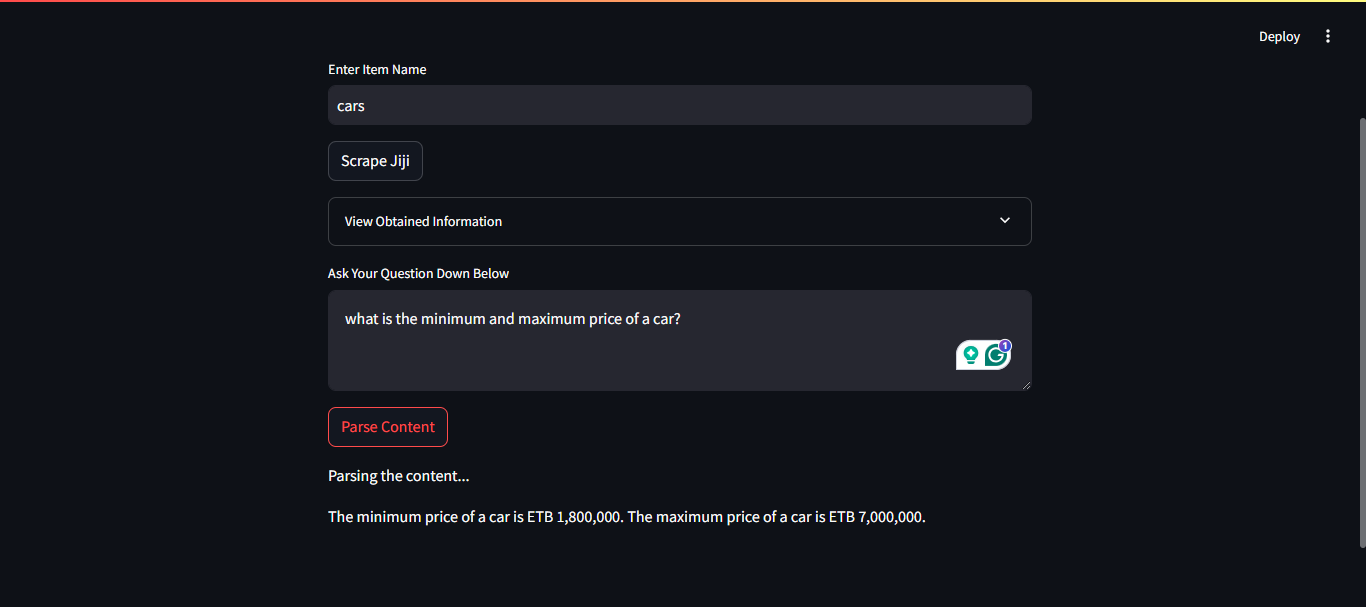 Deploy
Enter Item Name
cars
Scrape Jiji
View Obtained Information
Ask Your Question Down Below
what is the minimum and maximum price of a car?
1
Parse Content
Parsing the content...
The minimum price of a car is ETB 1,800,000. The maximum price of a car is ETB 7,000,000.